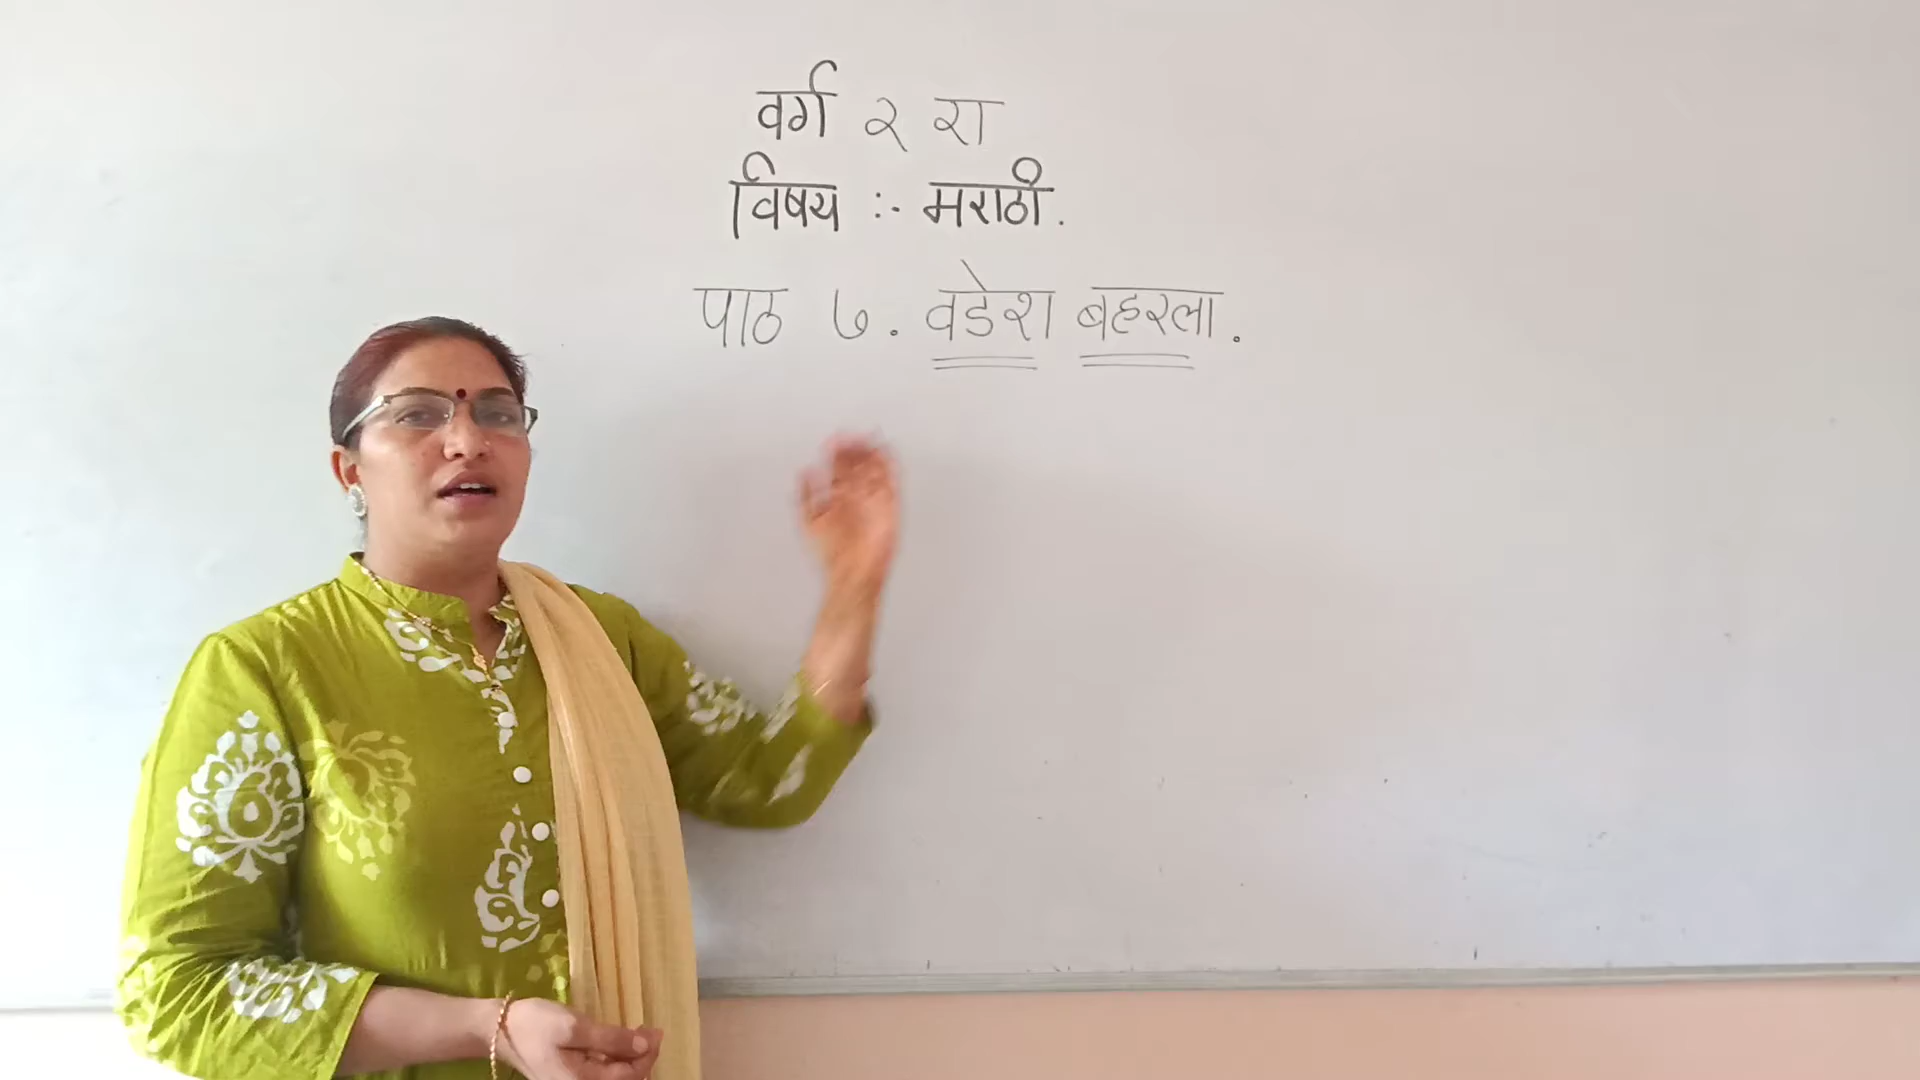 वर्ग २ रा
विषय :- मराठी.
पाठ ७. वडेश बहरला.